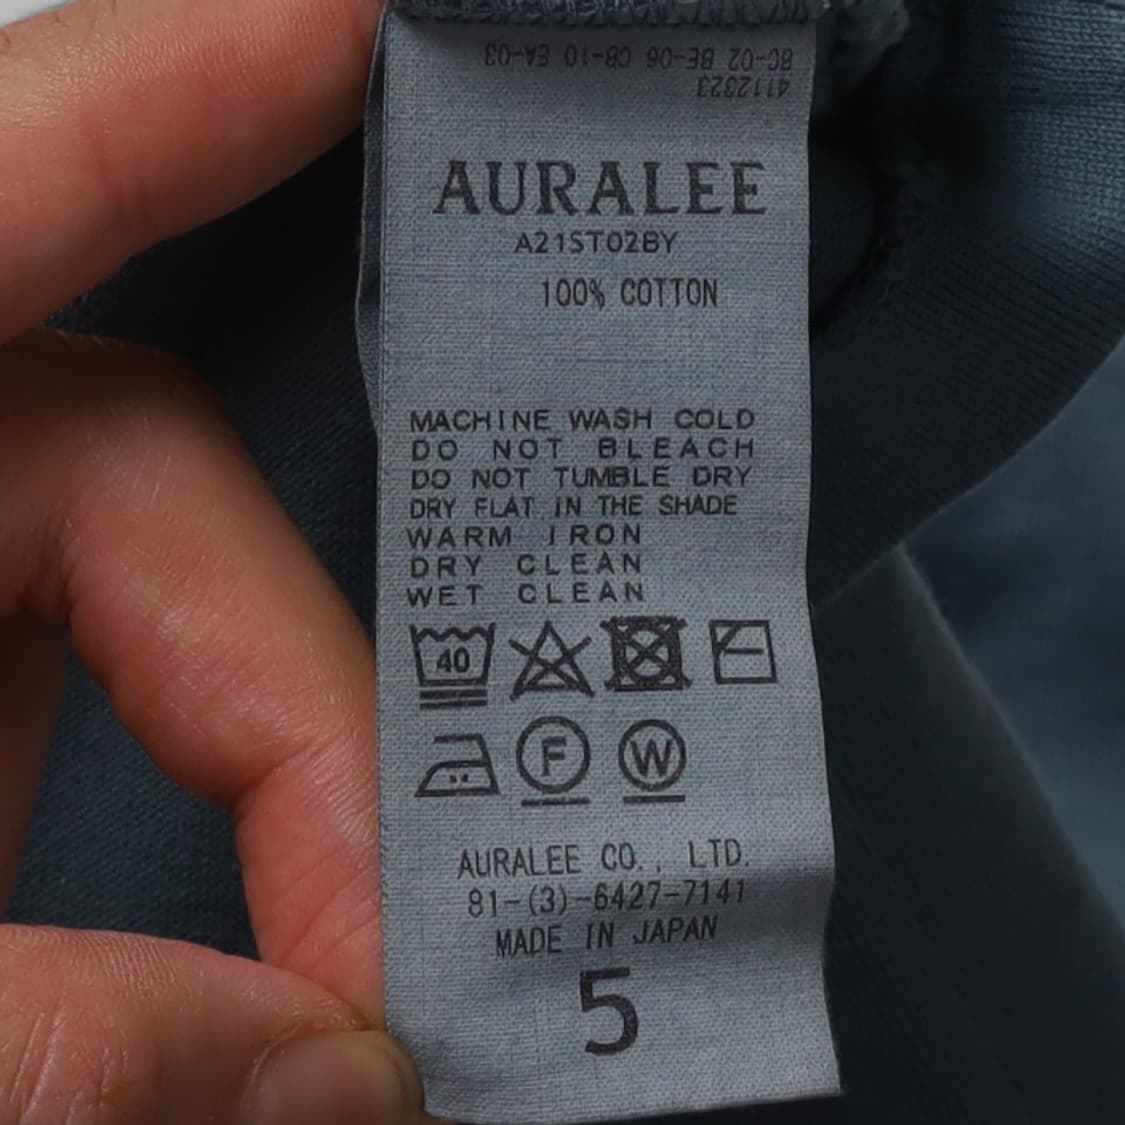 8C-02 BE-06 CB-10 EA-03
4112323
AURALEE
A21ST02BY
100% COTTON
MACHINE WASH COLD
DO NOT BLEACH
DO NOT TUMBLE DRY
DRY FLAT IN THE SHADE
WARM IRON
DRY CLEAN
WET CLEAN
40
F W
AURALEE CO., LTD.
81-(3)-6427-7141
MADE IN JAPAN
5